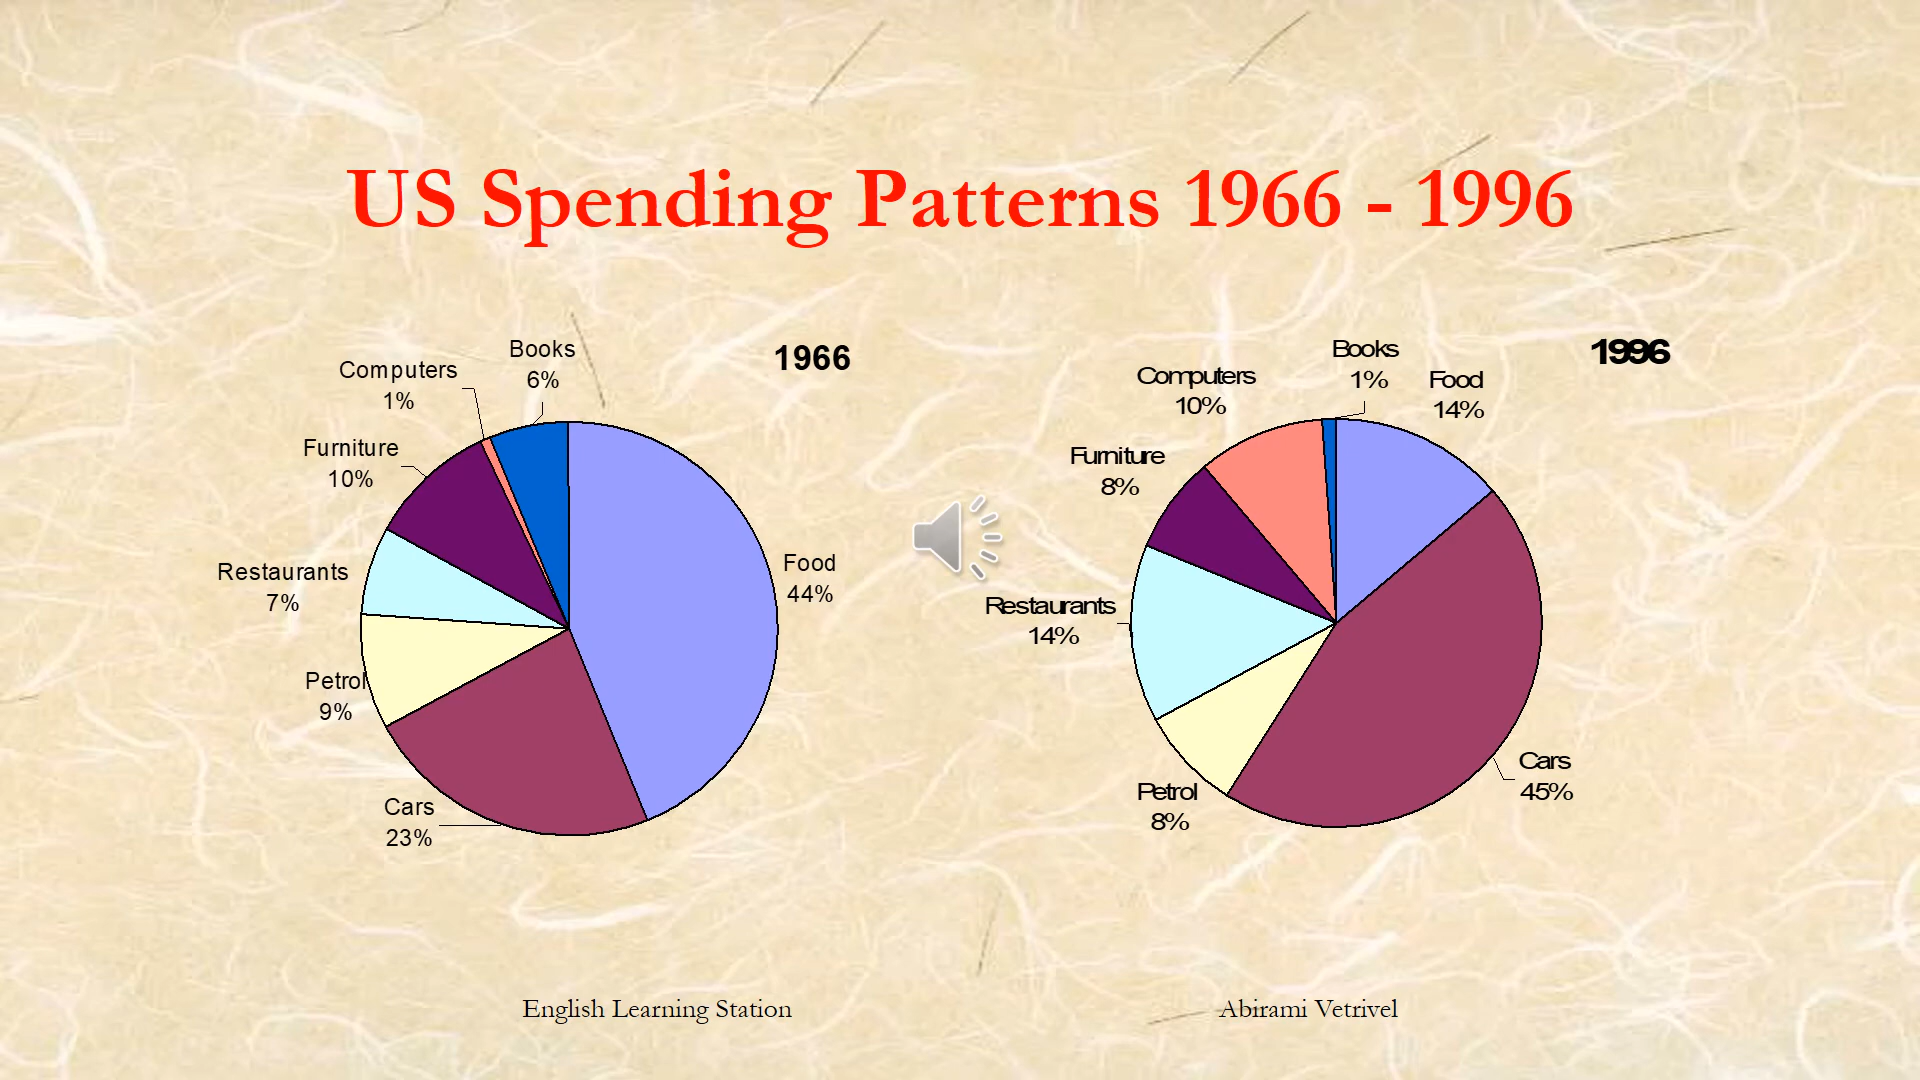 US Spending Patterns 1966 - 1996
1966
Books
6%
Computers
1%
Furniture
10%
Restaurants
7%
Petrol
9%
Cars
23%
Food
44%
1996
Books
1%
Food
14%
Computers
10%
Furniture
8%
Restaurants
14%
Petrol
8%
Cars
45%
English Learning Station
Abirami Vetrivel